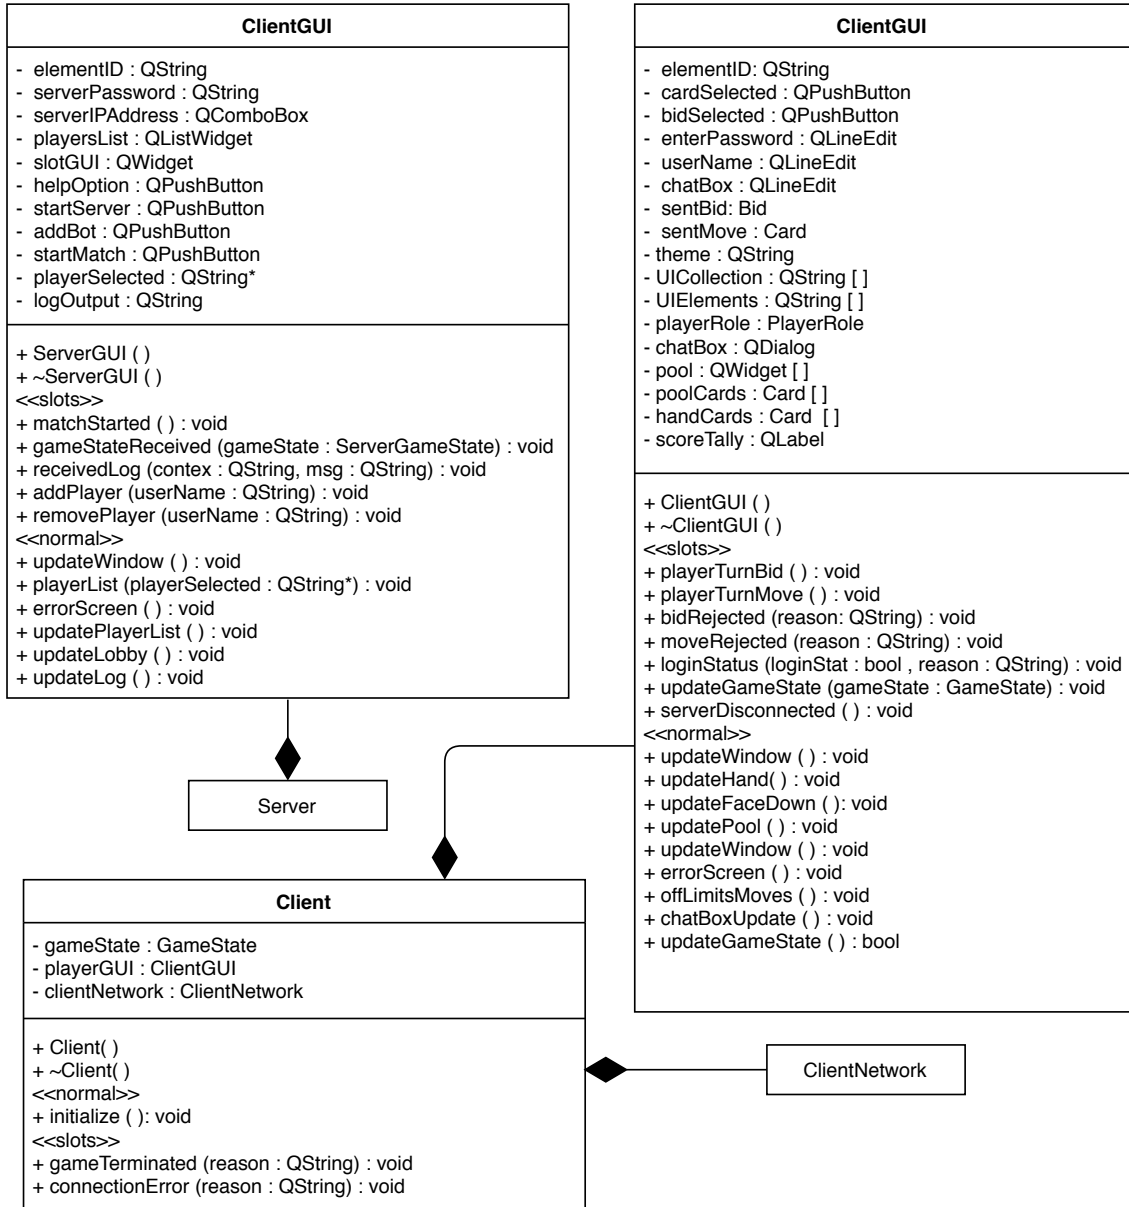 ClientGUI
- elementID : QString
- serverPassword : QString
- serverIPAddress : QComboBox
- playersList : QListWidget
- slotGUI : QWidget
- helpOption : QPushButton
- startServer : QPushButton
- addBot : QPushButton
- startMatch : QPushButton
- playerSelected : QString*
- logOutput : QString
+ ServerGUI ( )
+ ~ServerGUI ( )
<<slots>>
+ matchStarted ( ) : void
+ gameStateReceived (gameState : ServerGameState) : void
+ receivedLog (contex : QString, msg : QString) : void
+ addPlayer (userName : QString) : void
+ removePlayer (userName : QString) : void
<<normal>>
+ updateWindow ( ) : void
+ playerList (playerSelected : QString*) : void
+ errorScreen ( ) : void
+ updatePlayerList ( ) : void
+ updateLobby ( ) : void
+ updateLog ( ) : void
Server
ClientGUI
- elementID: QString
- cardSelected : QPushButton
- bidSelected : QPushButton
- enterPassword : QLineEdit
- userName : QLineEdit
- chatBox : QLineEdit
- sentBid: Bid
- sentMove : Card
- theme : QString
- UICollection : QString [ ]
- UIElements : QString [ ]
- playerRole : PlayerRole
- chatBox : QDialog
- pool : QWidget [ ]
- poolCards : Card [ ]
- handCards : Card [ ]
- scoreTally : QLabel
+ ClientGUI ( )
+ ~ClientGUI ( )
<<slots>>
+ playerTurnBid ( ) : void
+ playerTurnMove ( ) : void
+ bidRejected (reason: QString) : void
+ moveRejected (reason : QString) : void
+ loginStatus (loginStat : bool , reason : QString) : void
+ updateGameState (gameState : GameState) : void
+ serverDisconnected ( ) : void
<<normal>>
+ updateWindow ( ) : void
+ updateHand( ) : void
+ updateFaceDown ( ): void
+ updatePool ( ) : void
+ updateWindow ( ) : void
+ errorScreen ( ) : void
+ offLimitsMoves ( ) : void
+ chatBoxUpdate ( ) : void
+ updateGameState ( ) : bool
Client
- gameState : GameState
- playerGUI : ClientGUI
- clientNetwork : ClientNetwork
+ Client( )
+ ~Client( )
<<normal>>
+ initialize ( ): void
<<slots>>
+ gameTerminated (reason : QString) : void
+ connectionError (reason : QString) : void
ClientNetwork